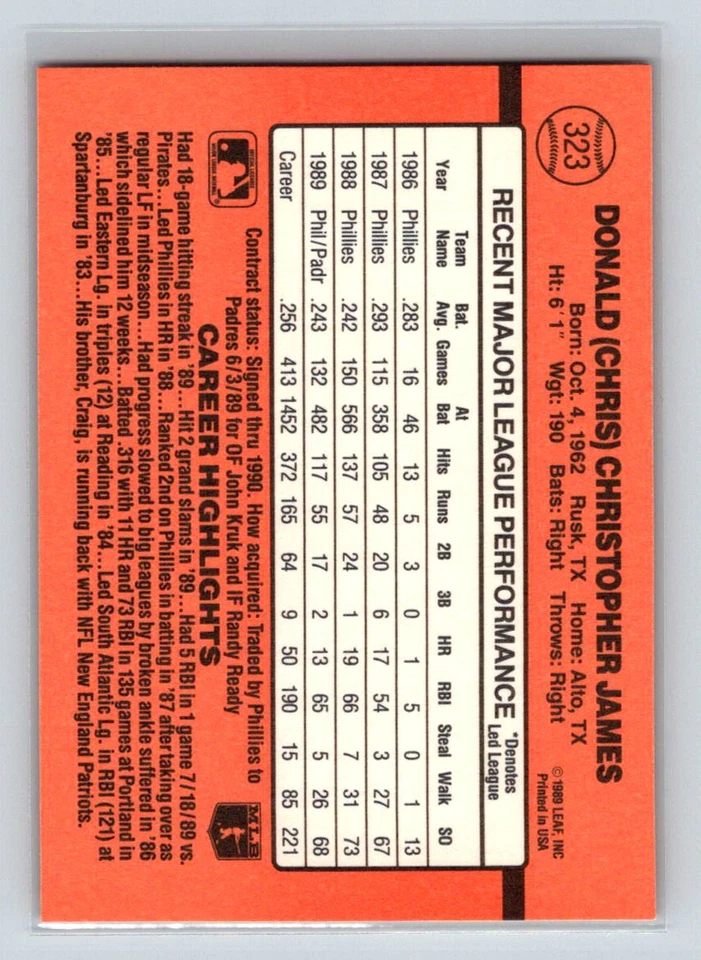 323
DONALD (CHRIS) CHRISTOPHER JAMES
Born: Oct. 4, 1962 Rusk, TX Home: Alto, TX
Ht: 6'1" Wgt: 190 Bats: Right Throws: Right
© 1989 LEAF, INC
Printed in USA
RECENT MAJOR LEAGUE PERFORMANCE
*Denotes
Led League
Year Team Name Bat. Avg. Games At Bat Hits Runs 2B 3B HR RBI Steal Walk SO
1986 Phillies .283 16 46 13 5 3 0 1 5 0 1 13
1987 Phillies .293 115 358 105 48 20 6 17 54 3 27 67
1988 Phillies .242 150 566 137 57 24 1 19 66 7 31 73
1989 Phil/Padr .243 132 482 117 55 17 2 13 65 5 26 68
Career .256 413 1452 372 165 64 9 50 190 15 85 221
Contract status: Signed thru 1990. How acquired: Traded by Phillies to
Padres 6/3/89 for OF John Kruk and IF Randy Ready
CAREER HIGHLIGHTS
Had 18-game hitting streak in '89...Hit 2 grand slams in '89...Had 5 RBI in 1 game 7/18/89 vs.
Pirates...Led Phillies in HR in '88...Ranked 2nd on Phillies in batting in '87 after taking over as
regular LF in midseason...Had progress slowed to big leagues by broken ankle suffered in '86
which sidelined him 12 weeks...Batted .316 with 11 HR and 73 RBI in 135 games at Portland in
'85...Led Eastern Lg. in triples (12) at Reading in '84...Led South Atlantic Lg. in RBI (121) at
Spartanburg in '83...His brother, Craig, is running back with NFL New England Patriots.
MLB